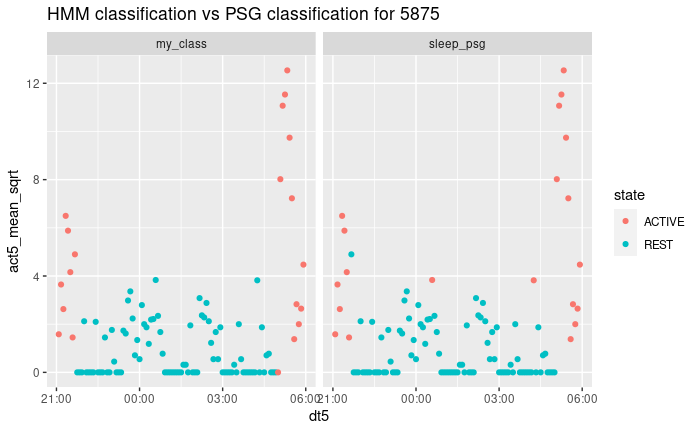 HMM classification vs PSG classification for 5875
my_class
sleep_psg
act5_mean_sqrt
12
8
4
0
21:00
00:00
03:00
06:00
21:00
00:00
03:00
06:00
dt5
state
ACTIVE
REST